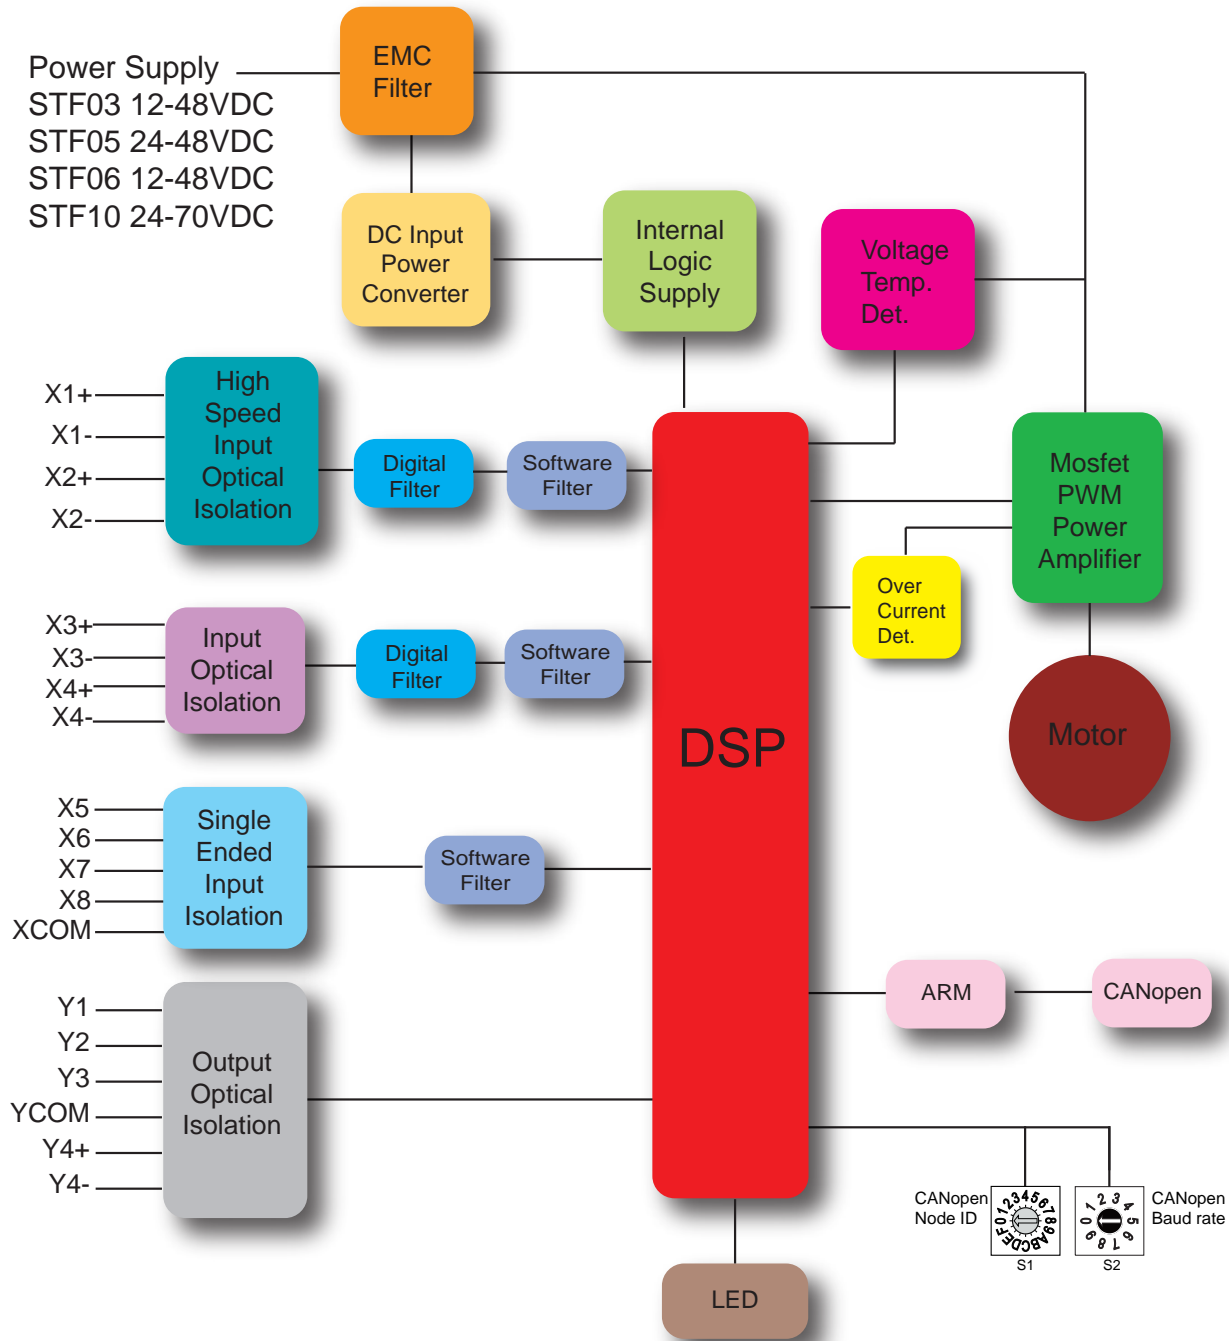 Power Supply
STF03 12-48VDC
STF05 24-48VDC
STF06 12-48VDC
STF10 24-70VDC
EMC
Filter
DC Input
Power
Converter
Internal
Logic
Supply
Voltage
Temp.
Det.
X1+
X1-
X2+
X2-
High
Speed
Input
Optical
Isolation
Digital
Filter
Software
Filter
Mosfet
PWM
Power
Amplifier
Over
Current
Det.
X3+
X3-
X4+
X4-
Input
Optical
Isolation
Digital
Filter
Software
Filter
DSP
Motor
X5
X6
X7
X8
XCOM
Single
Ended
Input
Isolation
Software
Filter
ARM
CANopen
Y1
Y2
Y3
YCOM
Y4+
Y4-
Output
Optical
Isolation
CANopen
Node ID
0123456789ABCDEF
S1
0123456789
S2
CANopen
Baud rate
LED